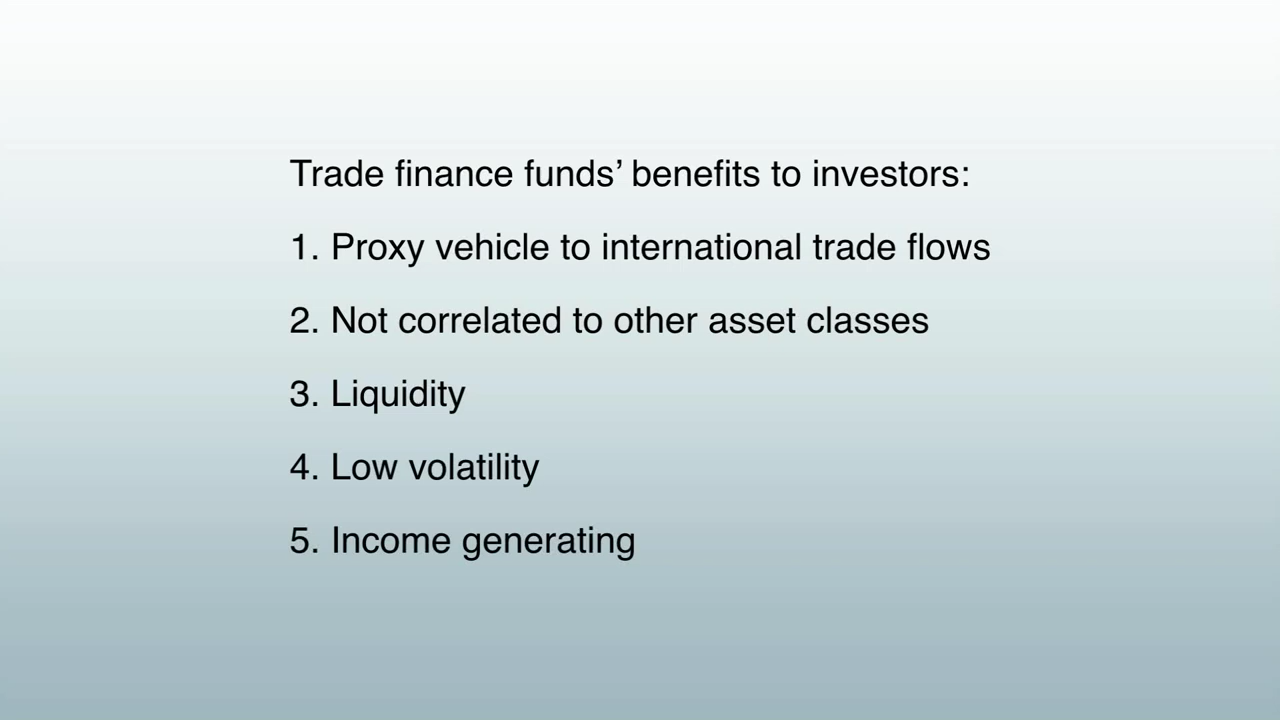 Trade finance funds’ benefits to investors:
1. Proxy vehicle to international trade flows
2. Not correlated to other asset classes
3. Liquidity
4. Low volatility
5. Income generating